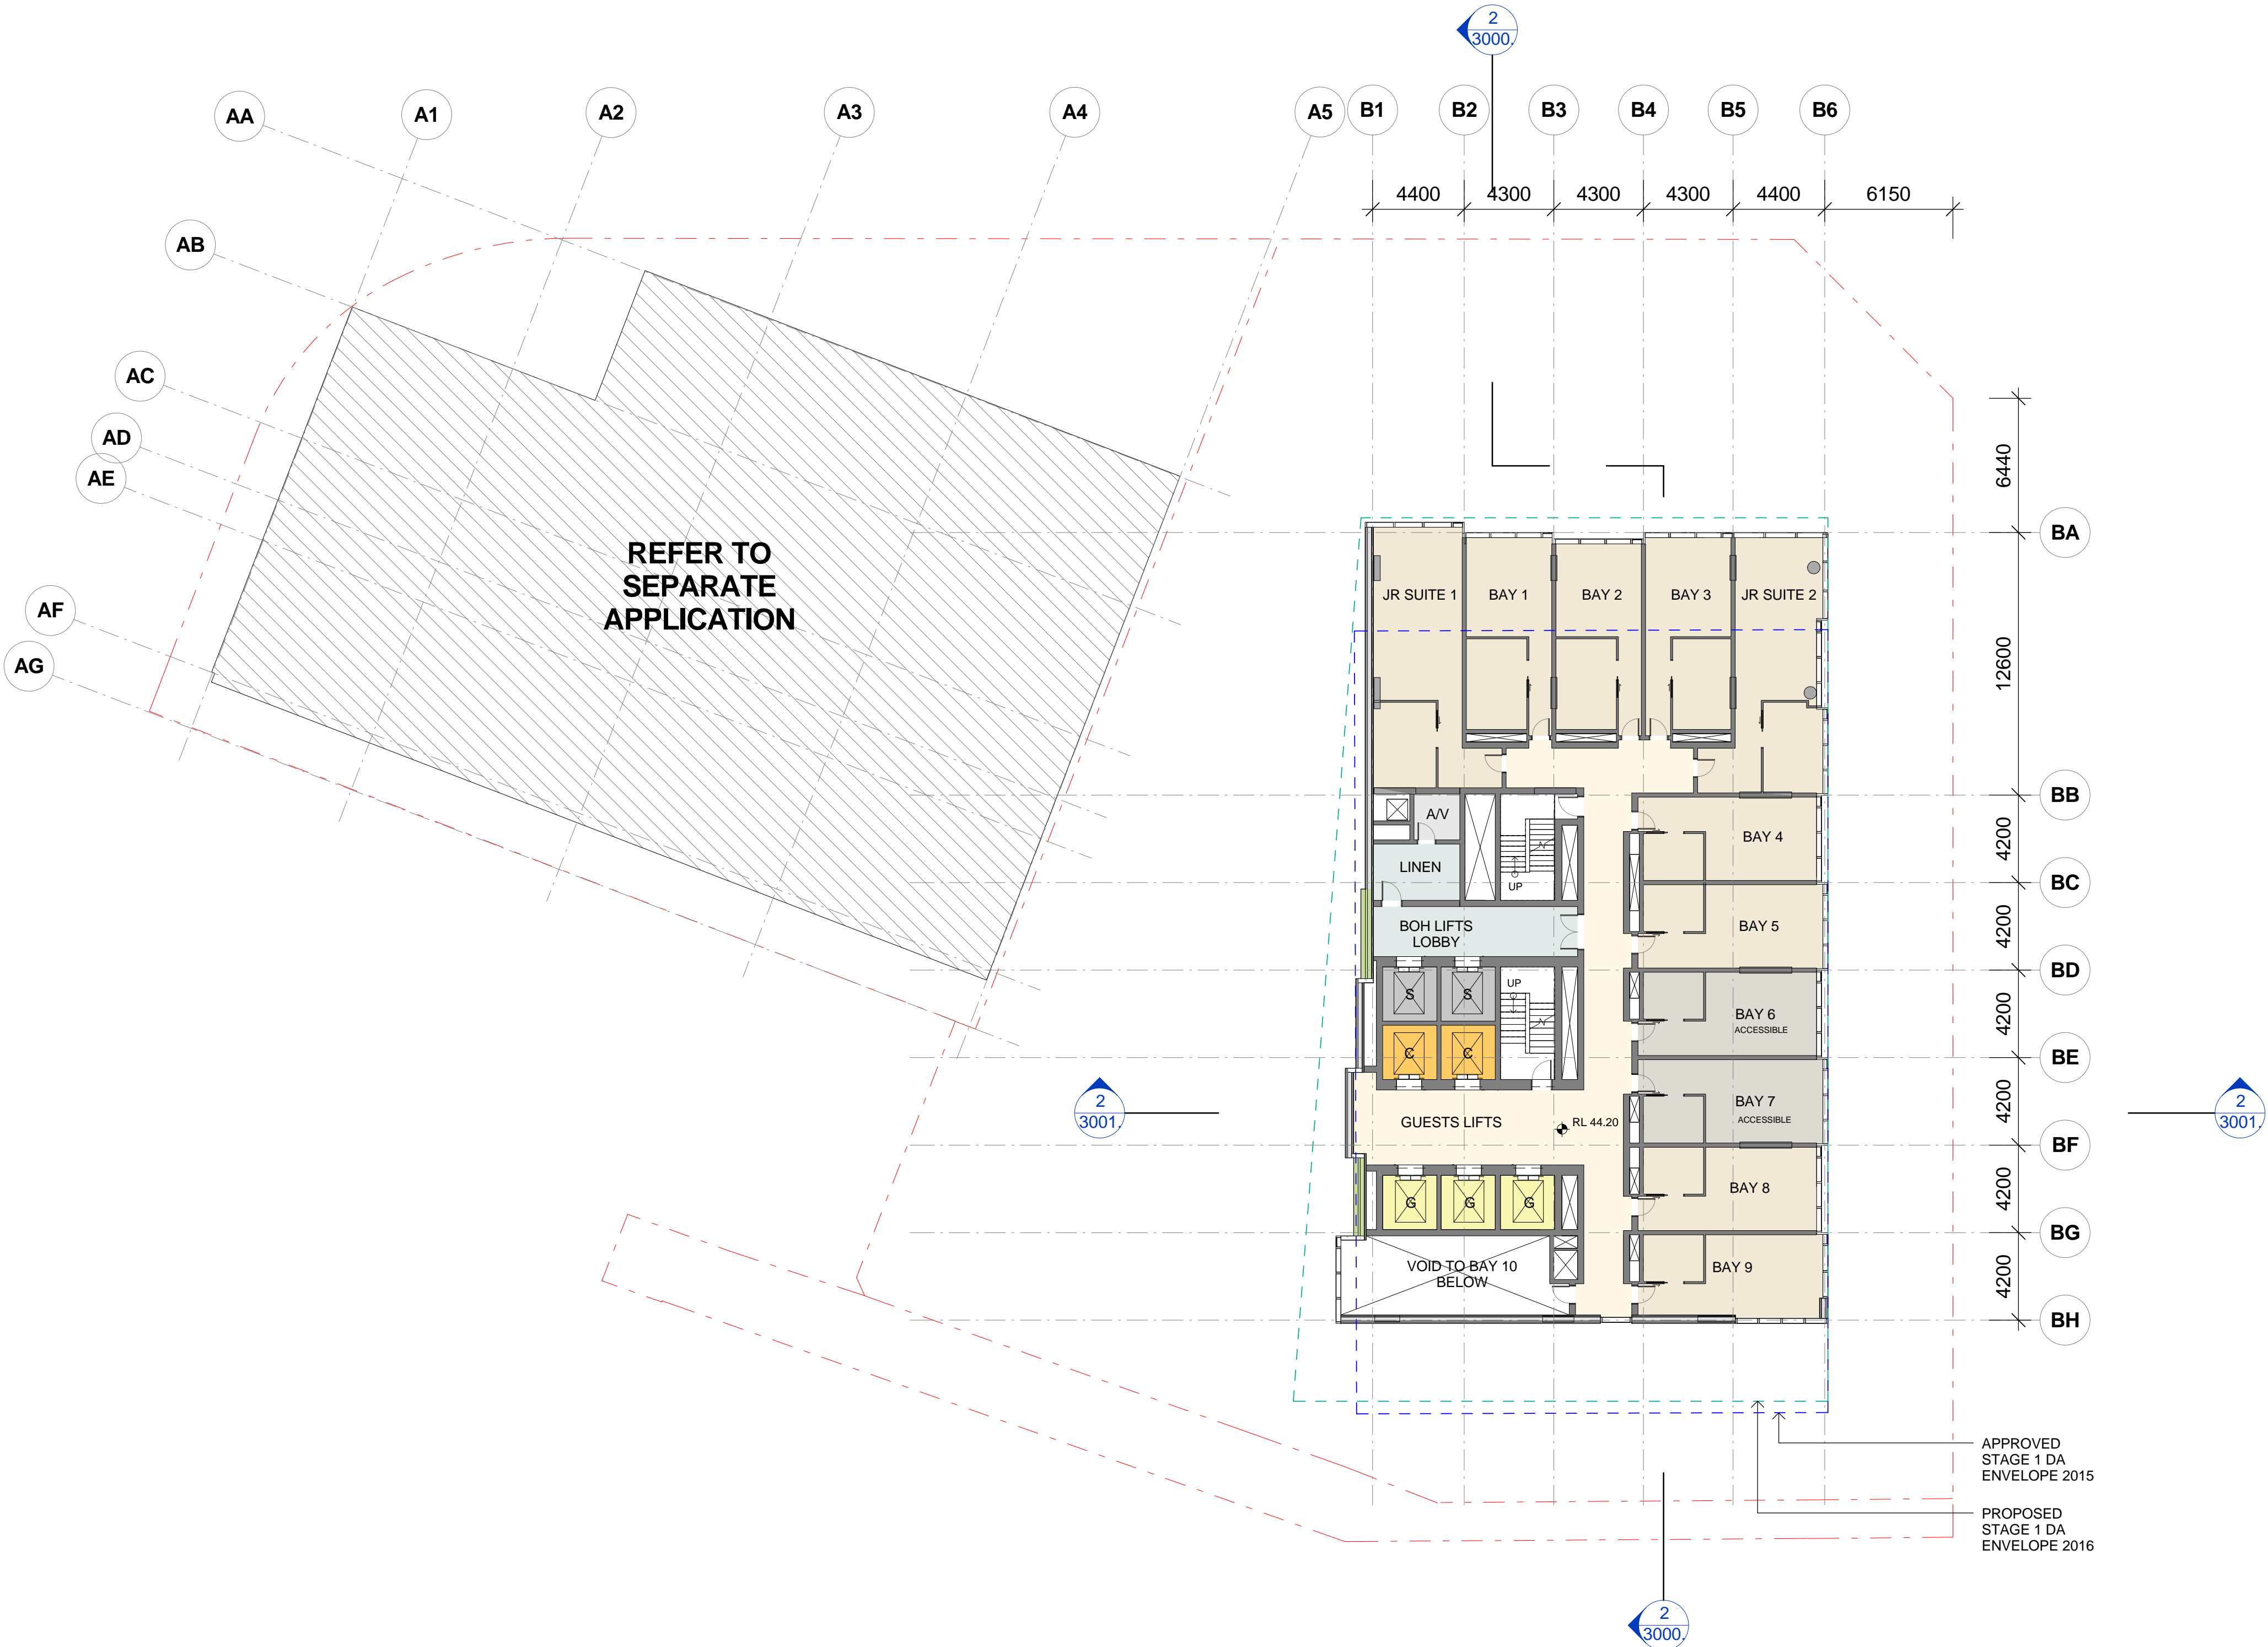 2
3000.
AA
A1
A2
A3
A4
A5
B1
B2
B3
B4
B5
B6
4400
4300
4300
4300
4400
6150
AB
AC
AD
AE
AF
AG
REFER TO
SEPARATE
APPLICATION
6440
BA
12600
BB
4200
BC
4200
BD
4200
BE
4200
BF
4200
BG
4200
BH
JR SUITE 1
BAY 1
BAY 2
BAY 3
JR SUITE 2
A/V
BAY 4
LINEN
UP
BOH LIFTS
LOBBY
BAY 5
S
S
UP
BAY 6
ACCESSIBLE
C
C
BAY 7
ACCESSIBLE
GUESTS LIFTS
RL 44.20
BAY 8
G
G
G
VOID TO BAY 10
BELOW
BAY 9
2
3001.
2
3001.
APPROVED
STAGE 1 DA
ENVELOPE 2015
PROPOSED
STAGE 1 DA
ENVELOPE 2016
2
3000.